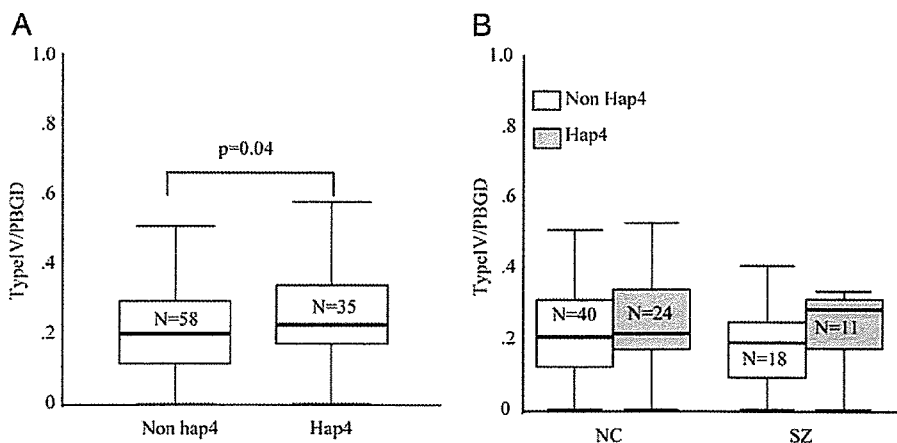 A
1.0
.8
.6
.4
.2
0
TypeIV/PBGD
p=0.04
N=58
N=35
Non hap4
Hap4
B
1.0
.8
.6
.4
.2
0
TypeIV/PBGD
Non Hap4
Hap4
N=40
N=24
N=18
N=11
NC
SZ